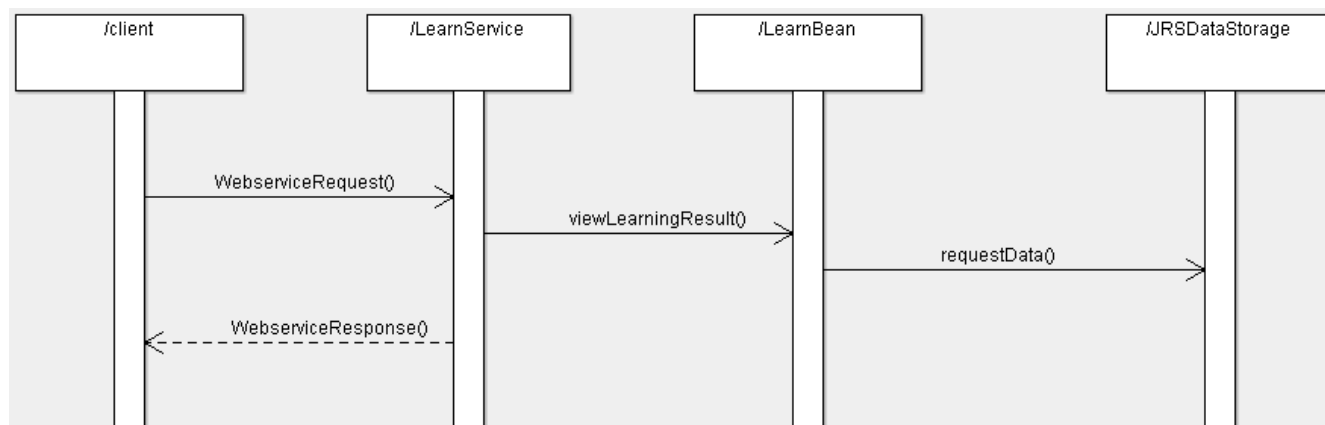 /client
/LearnService
/LearnBean
/JRSDataStorage
WebserviceRequest()
viewLearningResult()
requestData()
WebserviceResponse()